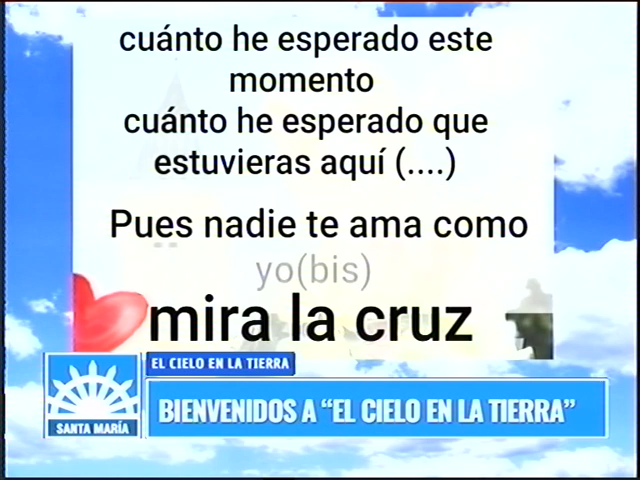 cuánto he esperado este
momento
cuánto he esperado que
estuvieras aquí (....)
Pues nadie te ama como
yo(bis)
mira la cruz
EL CIELO EN LA TIERRA
BIENVENIDOS A “EL CIELO EN LA TIERRA”
SANTA MARÍA